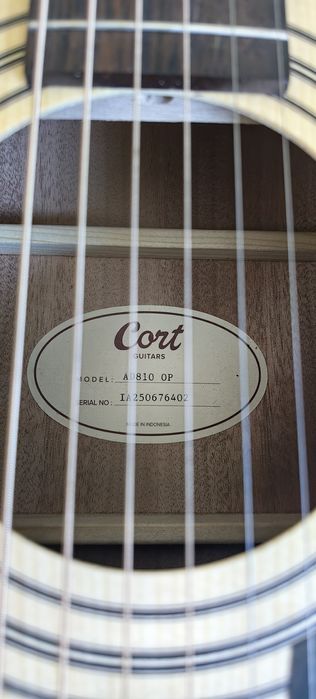 Cort
GUITARS
MODEL: AD810 OP
SERIAL NO: IA250676402
MADE IN INDONESIA